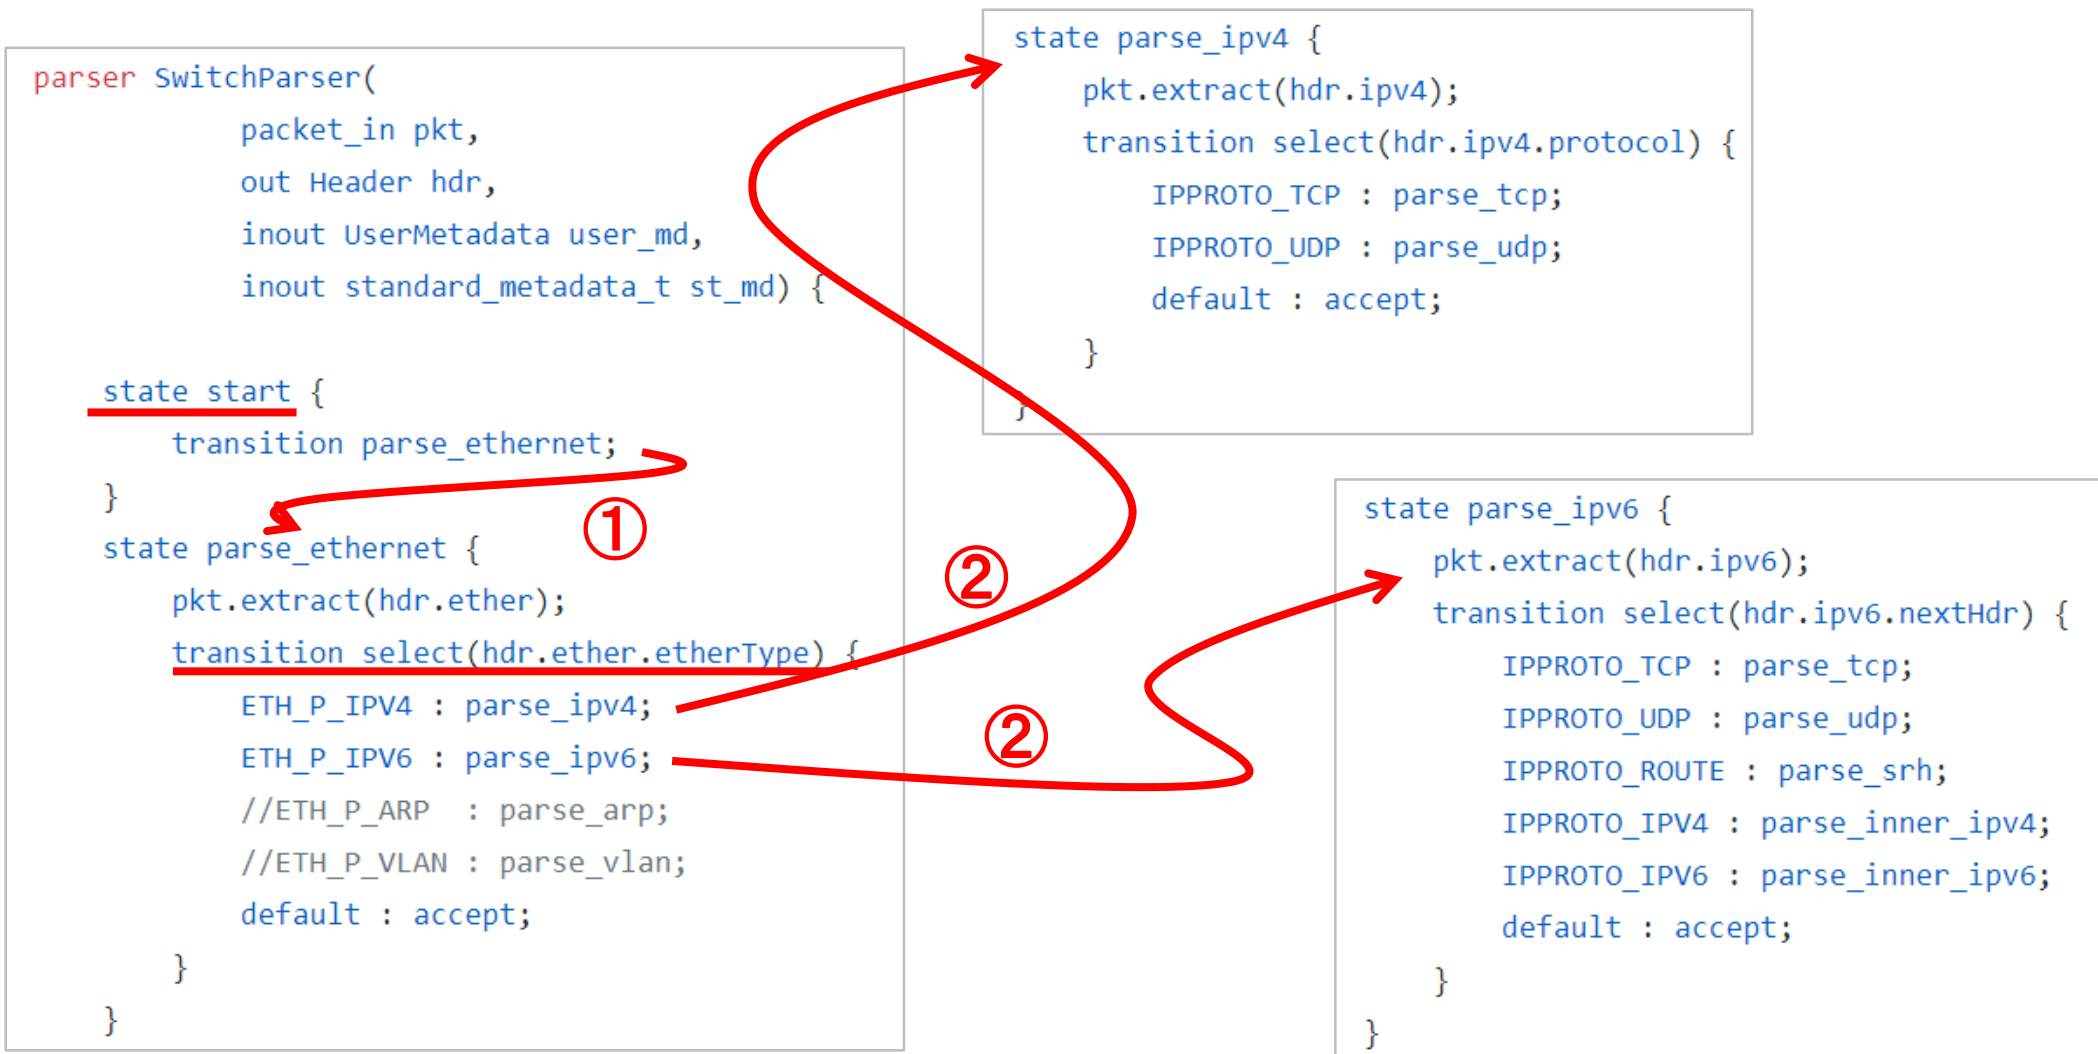 parser SwitchParser(
packet_in pkt,
out Header hdr,
inout UserMetadata user_md,
inout standard_metadata_t st_md) {
state start {
transition parse_ethernet;
}
①
state parse_ethernet {
pkt.extract(hdr.ether);
transition select(hdr.ether.etherType) {
ETH_P_IPV4 : parse_ipv4;
ETH_P_IPV6 : parse_ipv6;
//ETH_P_ARP  : parse_arp;
//ETH_P_VLAN : parse_vlan;
default : accept;
}
}
②
②
state parse_ipv4 {
pkt.extract(hdr.ipv4);
transition select(hdr.ipv4.protocol) {
IPPROTO_TCP : parse_tcp;
IPPROTO_UDP : parse_udp;
default : accept;
}
}
state parse_ipv6 {
pkt.extract(hdr.ipv6);
transition select(hdr.ipv6.nextHdr) {
IPPROTO_TCP : parse_tcp;
IPPROTO_UDP : parse_udp;
IPPROTO_ROUTE : parse_srh;
IPPROTO_IPV4 : parse_inner_ipv4;
IPPROTO_IPV6 : parse_inner_ipv6;
default : accept;
}
}